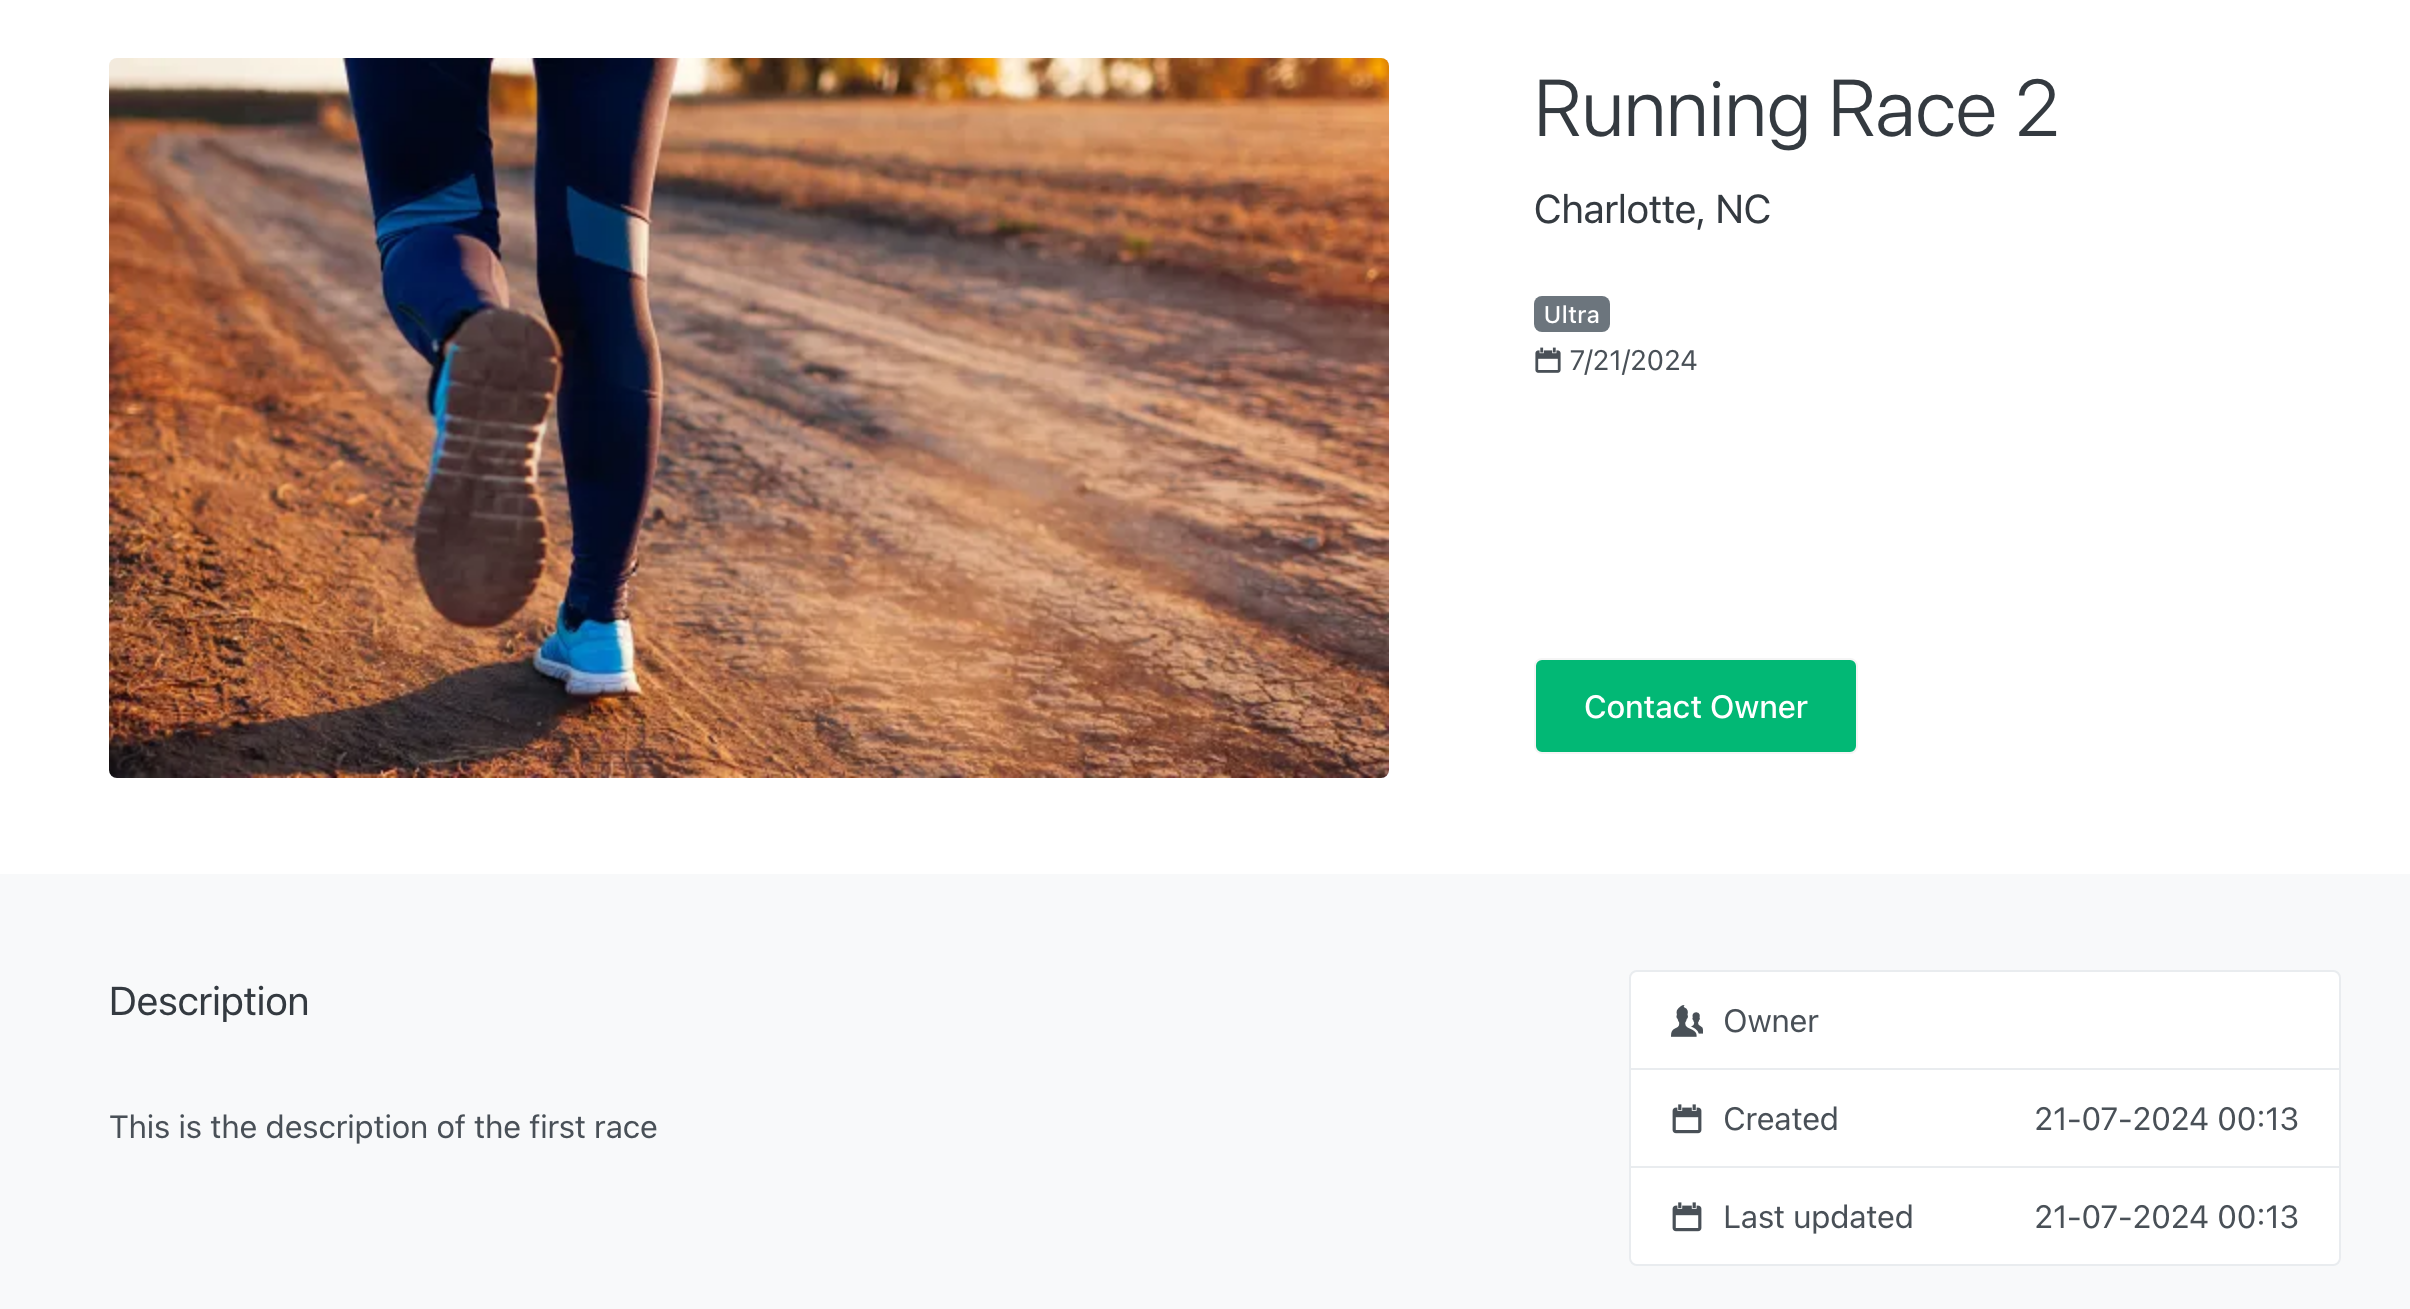 Running Race 2
Charlotte, NC
Ultra
7/21/2024
Contact Owner
Description
This is the description of the first race
Owner
Created 21-07-2024 00:13
Last updated 21-07-2024 00:13